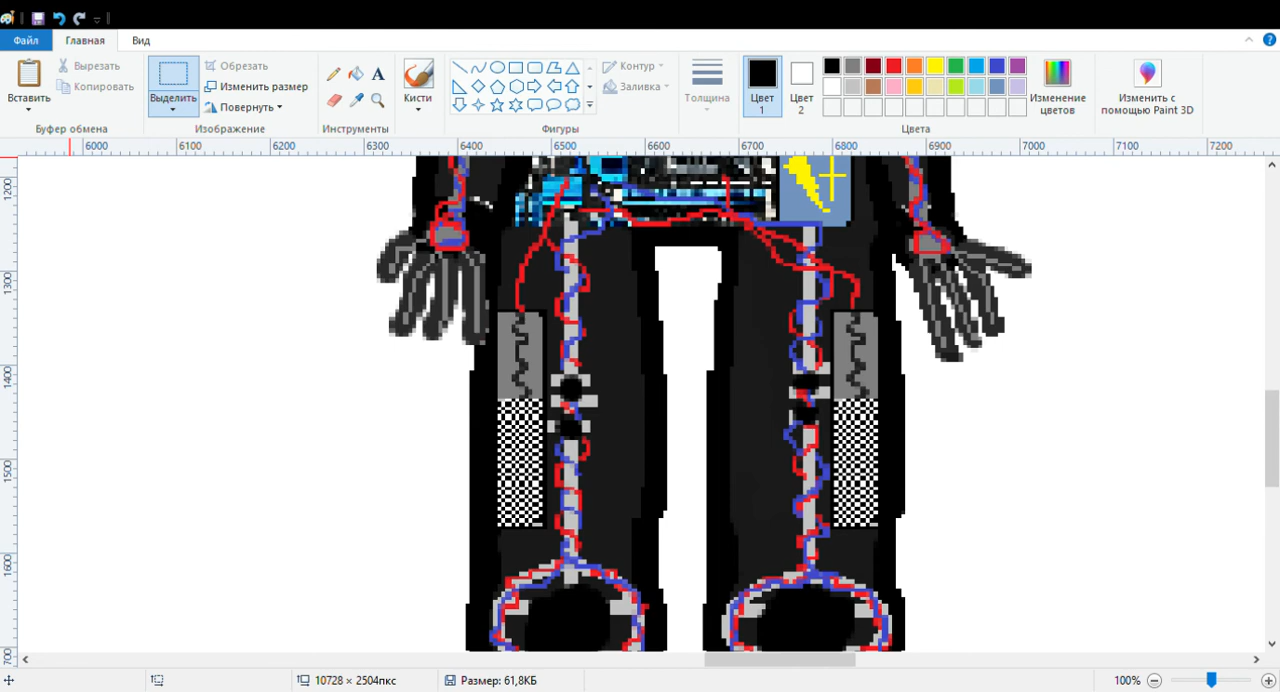 Файл Главная Вид
Вставить
Вырезать
Копировать
Буфер обмена
Выделить
Обрезать
Изменить размер
Повернуть
Изображение
A
Инструменты
Кисти
Контур
Заливка
Фигуры
Толщина
Цвет 1
Цвет 2
Изменение цветов
Цвета
Изменить с помощью Paint 3D
6000 6100 6200 6300 6400 6500 6600 6700 6800 6900 7000 7100 7200
1200
1300
1400
1500
1600
700
10728 × 2504пкс Размер: 61,8КБ 100%